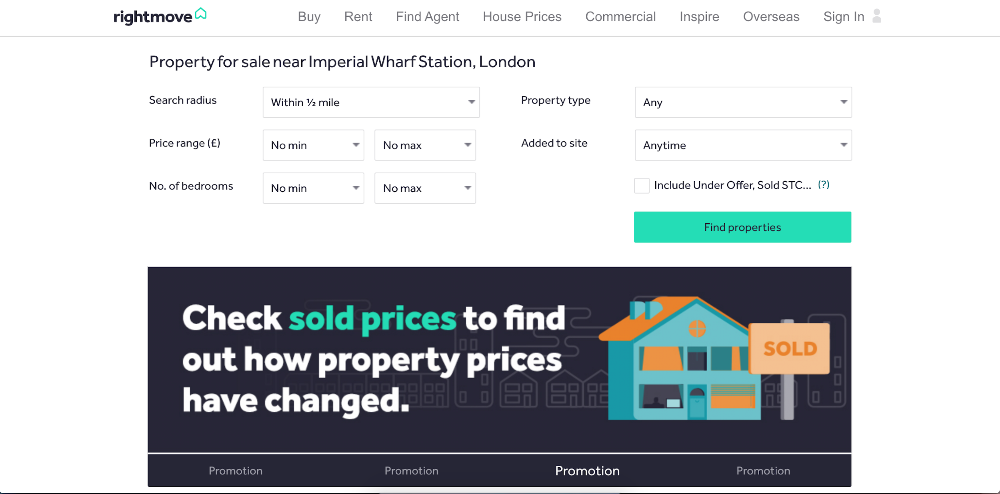 rightmove
Buy Rent Find Agent House Prices Commercial Inspire Overseas Sign In
Property for sale near Imperial Wharf Station, London
Search radius Within ½ mile Property type Any
Price range (£) No min No max Added to site Anytime
No. of bedrooms No min No max Include Under Offer, Sold STC... (?)
Find properties
Check sold prices to find
out how property prices
have changed.
SOLD
Promotion Promotion Promotion Promotion